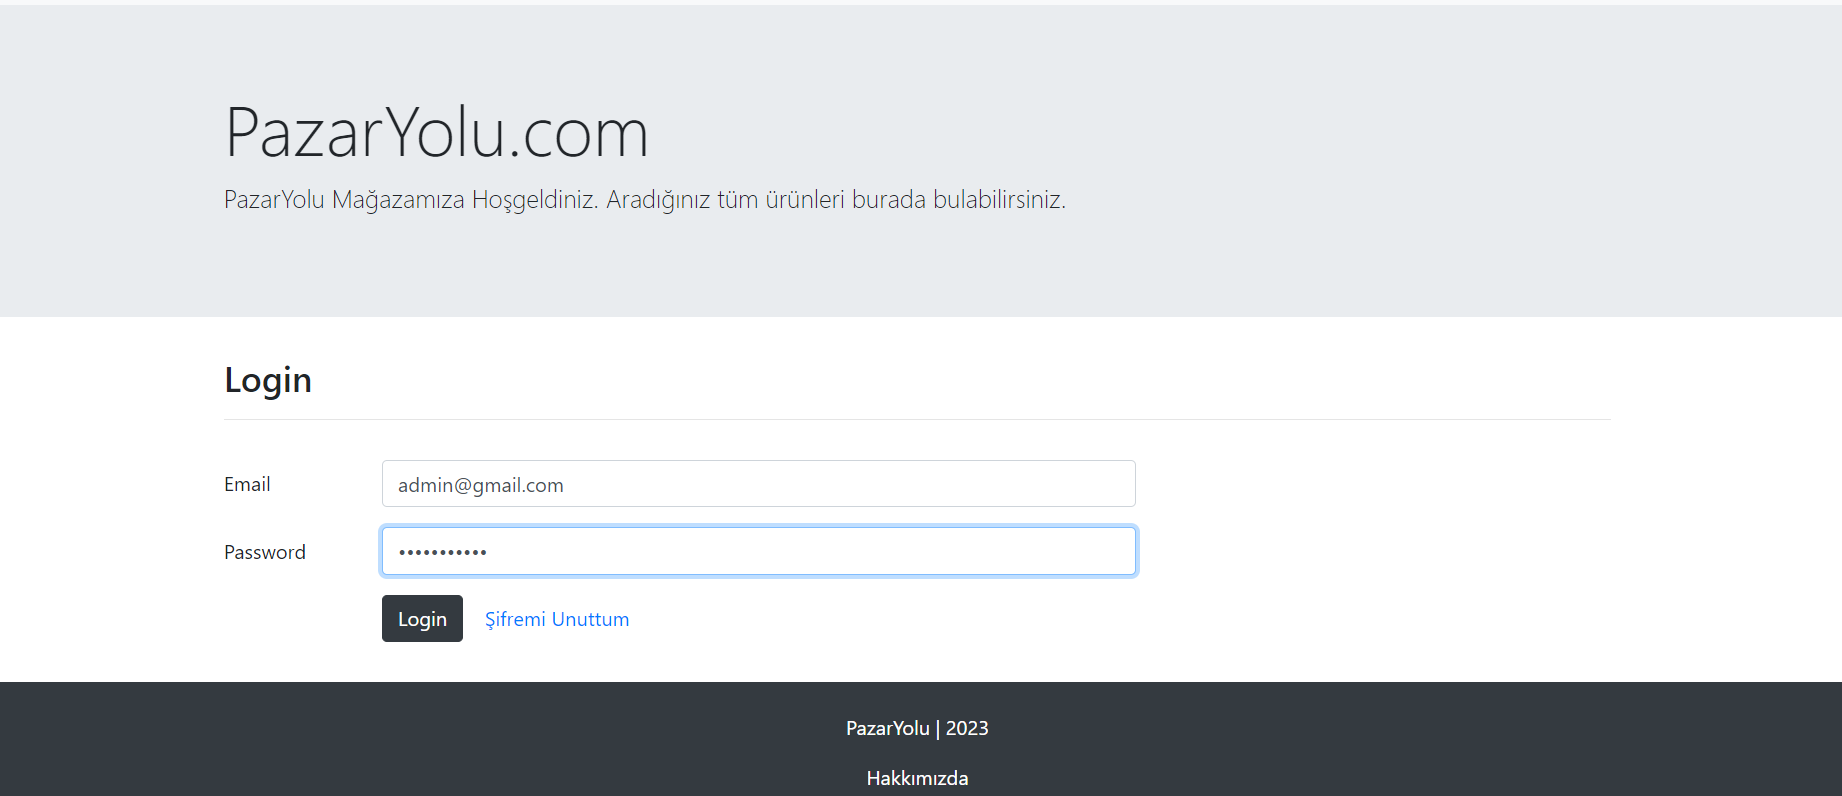 PazarYolu.com
PazarYolu Mağazamıza Hoşgeldiniz. Aradığınız tüm ürünleri burada bulabilirsiniz.
Login
Email
admin@gmail.com
Password
•••••••••••
Login Şifremi Unuttum
PazarYolu | 2023
Hakkımızda